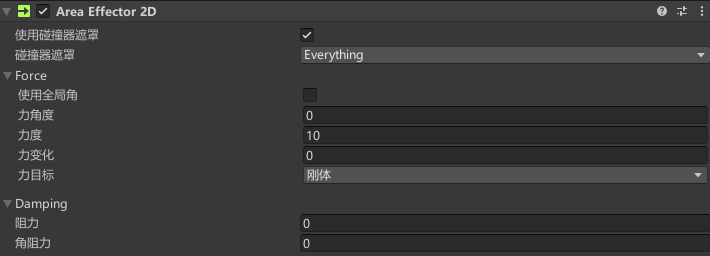 Area Effector 2D
使用碰撞器遮罩
碰撞器遮罩 Everything
Force
使用全局角
力角度 0
力度 10
力变化 0
力目标 刚体
Damping
阻力 0
角阻力 0